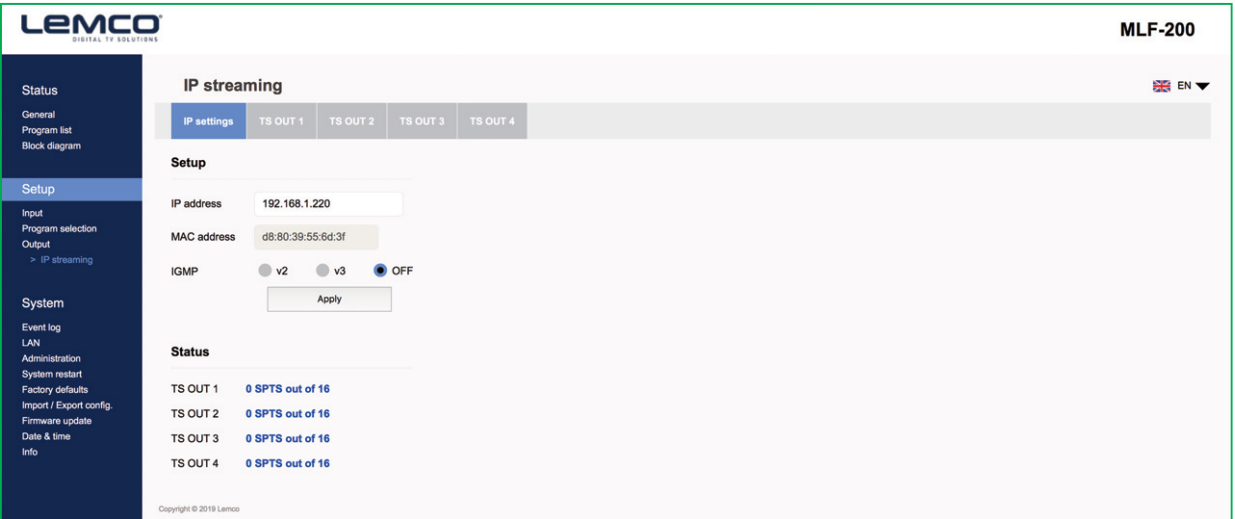 LEMCO
DIGITAL TV SOLUTIONS
MLF-200
Status
General
Program list
Block diagram
Setup
Input
Program selection
Output
> IP streaming
System
Event log
LAN
Administration
System restart
Factory defaults
Import / Export config.
Firmware update
Date & time
Info
IP streaming
EN
IP settings TS OUT 1 TS OUT 2 TS OUT 3 TS OUT 4
Setup
IP address 192.168.1.220
MAC address d8:80:39:55:6d:3f
IGMP v2 v3 OFF
Apply
Status
TS OUT 1 0 SPTS out of 16
TS OUT 2 0 SPTS out of 16
TS OUT 3 0 SPTS out of 16
TS OUT 4 0 SPTS out of 16
Copyright © 2019 Lemco